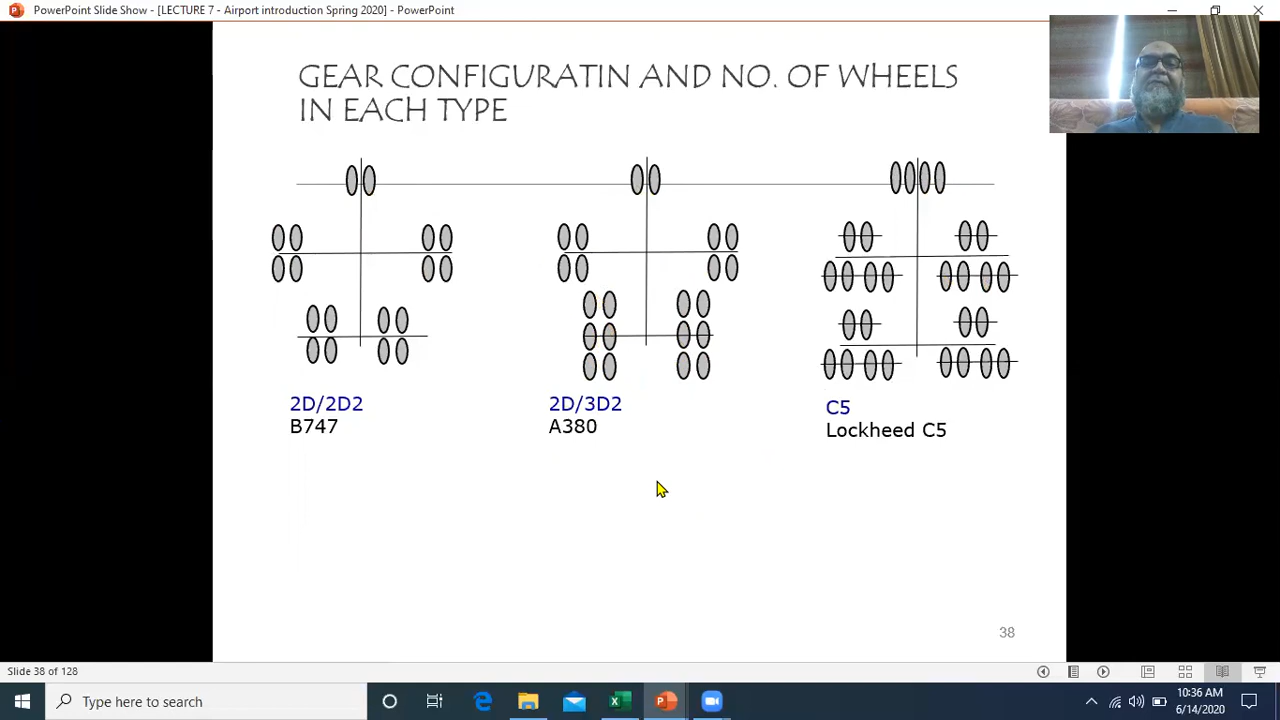 PowerPoint Slide Show - [LECTURE 7 - Airport introduction Spring 2020] - PowerPoint
GEAR CONFIGURATIN AND NO. OF WHEELS
IN EACH TYPE
2D/2D2
B747
2D/3D2
A380
C5
Lockheed C5
38
Slide 38 of 128
Type here to search
10:36 AM
6/14/2020